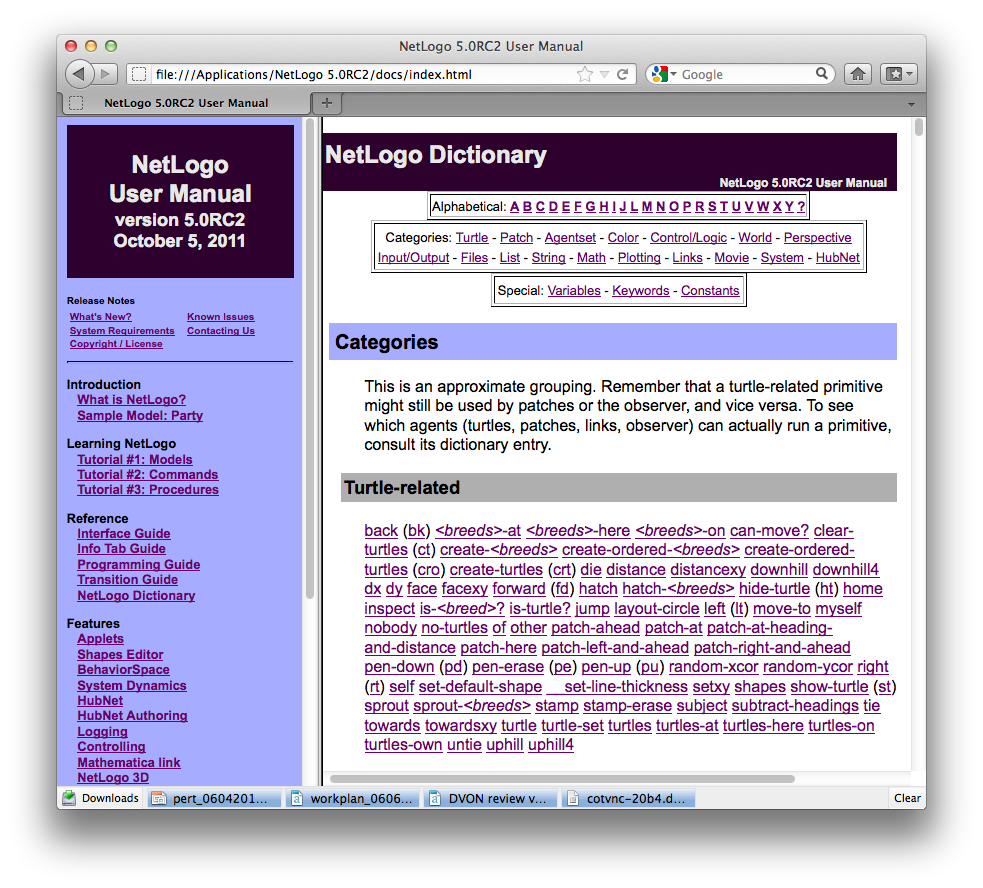 NetLogo 5.0RC2 User Manual
file:///Applications/NetLogo 5.0RC2/docs/index.html
Google
NetLogo 5.0RC2 User Manual
NetLogo
User Manual
version 5.0RC2
October 5, 2011
Release Notes
What's New? Known Issues
System Requirements Contacting Us
Copyright / License
Introduction
What is NetLogo?
Sample Model: Party
Learning NetLogo
Tutorial #1: Models
Tutorial #2: Commands
Tutorial #3: Procedures
Reference
Interface Guide
Info Tab Guide
Programming Guide
Transition Guide
NetLogo Dictionary
Features
Applets
Shapes Editor
BehaviorSpace
System Dynamics
HubNet
HubNet Authoring
Logging
Controlling
Mathematica link
NetLogo 3D
NetLogo Dictionary
NetLogo 5.0RC2 User Manual
Alphabetical: A B C D E F G H I J L M N O P R S T U V W X Y ?
Categories: Turtle - Patch - Agentset - Color - Control/Logic - World - Perspective
Input/Output - Files - List - String - Math - Plotting - Links - Movie - System - HubNet
Special: Variables - Keywords - Constants
Categories
This is an approximate grouping. Remember that a turtle-related primitive
might still be used by patches or the observer, and vice versa. To see
which agents (turtles, patches, links, observer) can actually run a primitive,
consult its dictionary entry.
Turtle-related
back (bk) <breeds>-at <breeds>-here <breeds>-on can-move? clear-
turtles (ct) create-<breeds> create-ordered-<breeds> create-ordered-
turtles (cro) create-turtles (crt) die distance distancexy downhill downhill4
dx dy face facexy forward (fd) hatch hatch-<breeds> hide-turtle (ht) home
inspect is-<breed>? is-turtle? jump layout-circle left (lt) move-to myself
nobody no-turtles of other patch-ahead patch-at patch-at-heading-
and-distance patch-here patch-left-and-ahead patch-right-and-ahead
pen-down (pd) pen-erase (pe) pen-up (pu) random-xcor random-ycor right
(rt) self set-default-shape __set-line-thickness setxy shapes show-turtle (st)
sprout sprout-<breeds> stamp stamp-erase subject subtract-headings tie
towards towardsxy turtle turtle-set turtles turtles-at turtles-here turtles-on
turtles-own untie uphill uphill4
Downloads pert_0604201... workplan_0606... DVON review v... cotvnc-20b4.d... Clear